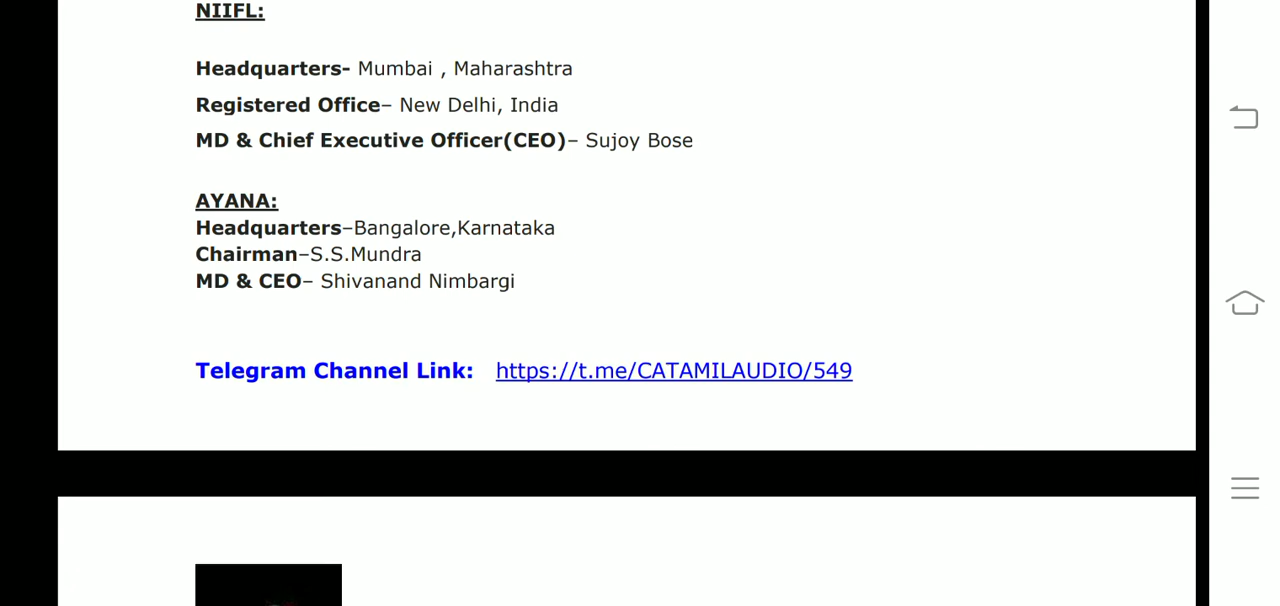 NIIFL:
Headquarters- Mumbai , Maharashtra
Registered Office– New Delhi, India
MD & Chief Executive Officer(CEO)– Sujoy Bose
AYANA:
Headquarters–Bangalore,Karnataka
Chairman–S.S.Mundra
MD & CEO– Shivanand Nimbargi
Telegram Channel Link: https://t.me/CATAMILAUDIO/549